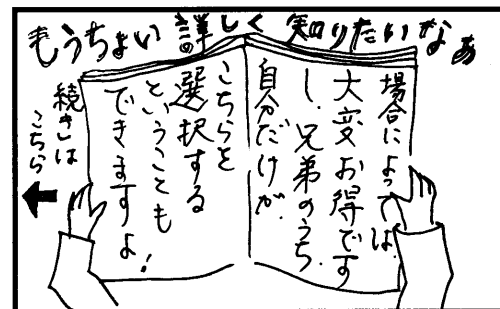 もうちょい詳しく知りたいなぁ
場合によっては、
大変お得です
し、兄弟のうち、
自分だけが、
こちらを
選択する
ということも
できますよ!
続きは
こちら